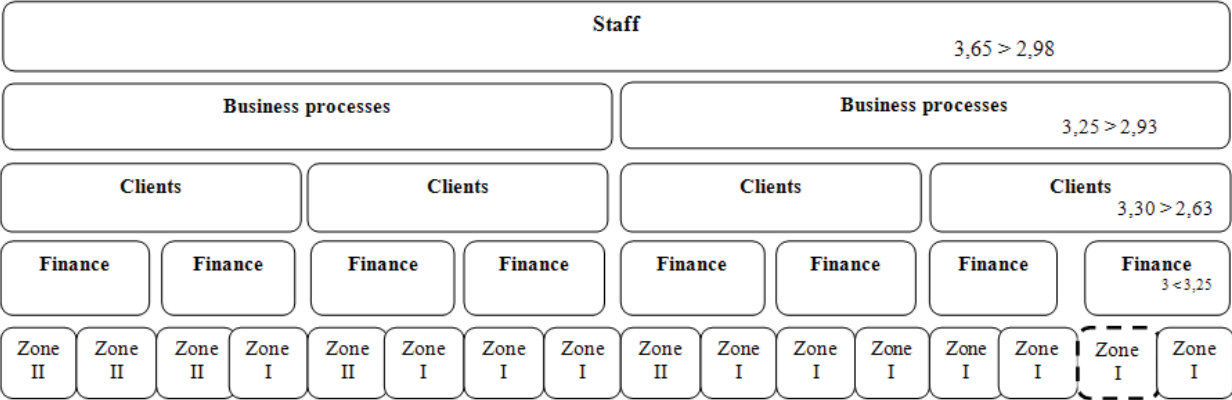 Staff
3,65 > 2,98
Business processes
Business processes
3,25 > 2,93
Clients
Clients
Clients
Clients
3,30 > 2,63
Finance
Finance
Finance
Finance
Finance
Finance
Finance
Finance
3 < 3,25
Zone
II
Zone
II
Zone
II
Zone
I
Zone
II
Zone
I
Zone
I
Zone
I
Zone
II
Zone
I
Zone
I
Zone
I
Zone
I
Zone
I
Zone
I
Zone
I